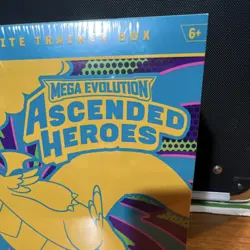 ITE TRAINER BOX
6+
MEGA EVOLUTION
ASCENDED
HEROES